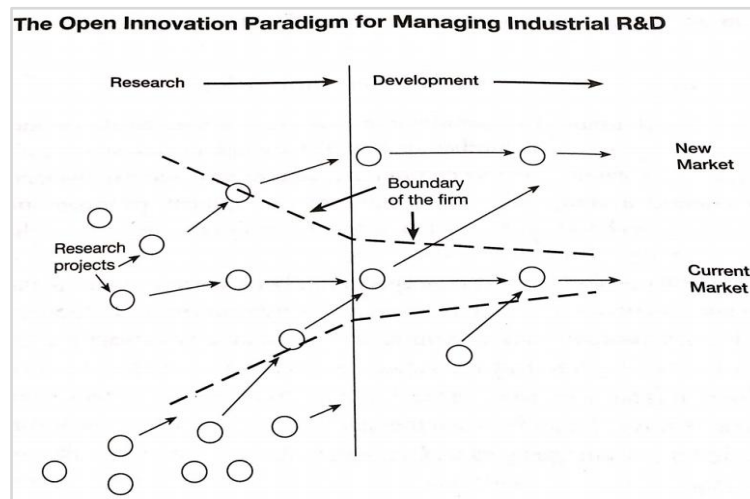 The Open Innovation Paradigm for Managing Industrial R&D
Research
Development
New
Market
Boundary
of the firm
Research
projects
Current
Market